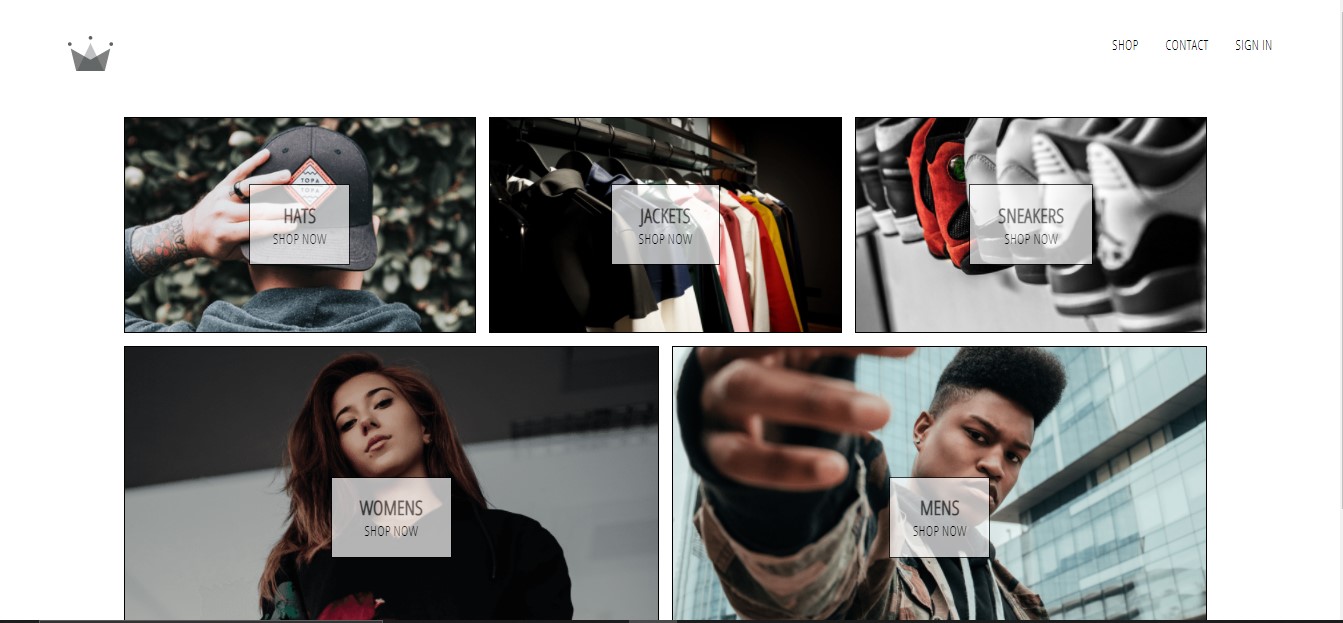 SHOP
CONTACT
SIGN IN
TOPA
HATS
SHOP NOW
JACKETS
SHOP NOW
SNEAKERS
SHOP NOW
WOMENS
SHOP NOW
MENS
SHOP NOW